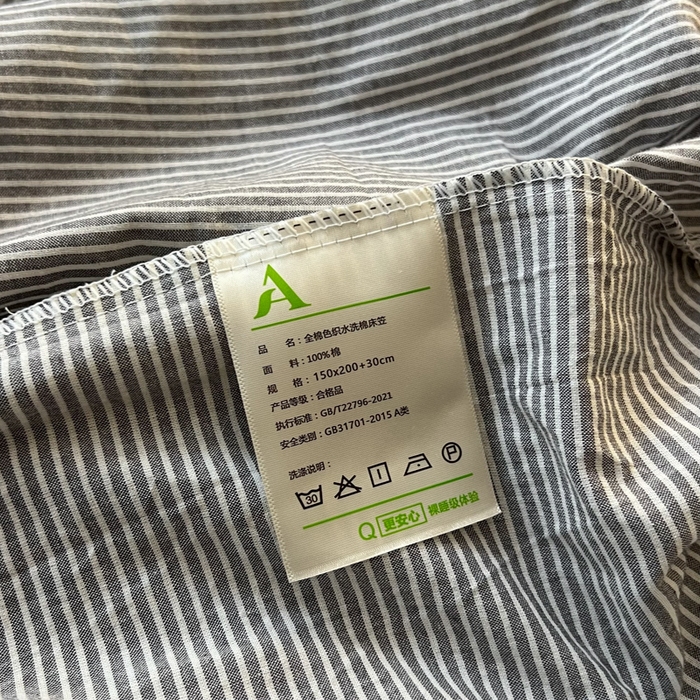 A
品 名：全棉色织水洗棉床笠
面 料：100%棉
规 格：150x200+30cm
产品等级：合格品
执行标准：GB/T22796-2021
安全类别：GB31701-2015 A类
洗涤说明：
30 P
Q 更安心 裸睡级体验